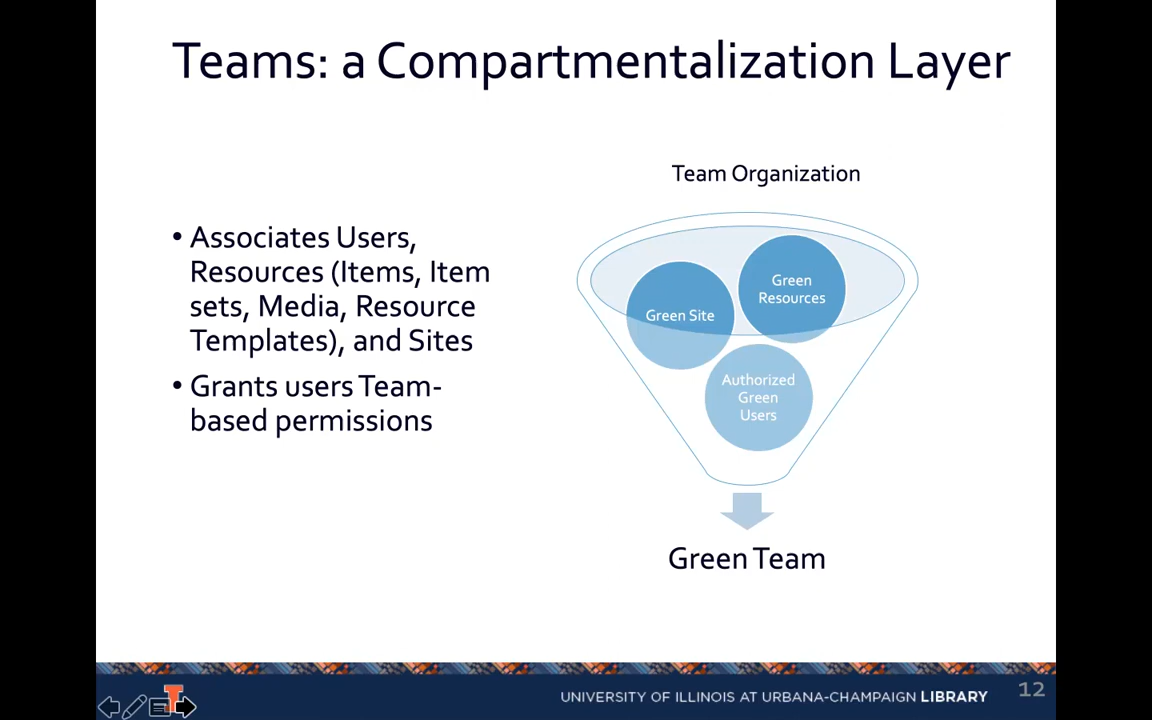 Teams: a Compartmentalization Layer
• Associates Users,
Resources (Items, Item
sets, Media, Resource
Templates), and Sites
• Grants users Team-
based permissions
Team Organization
Green
Resources
Green Site
Authorized
Green
Users
Green Team
UNIVERSITY OF ILLINOIS AT URBANA-CHAMPAIGN LIBRARY
12